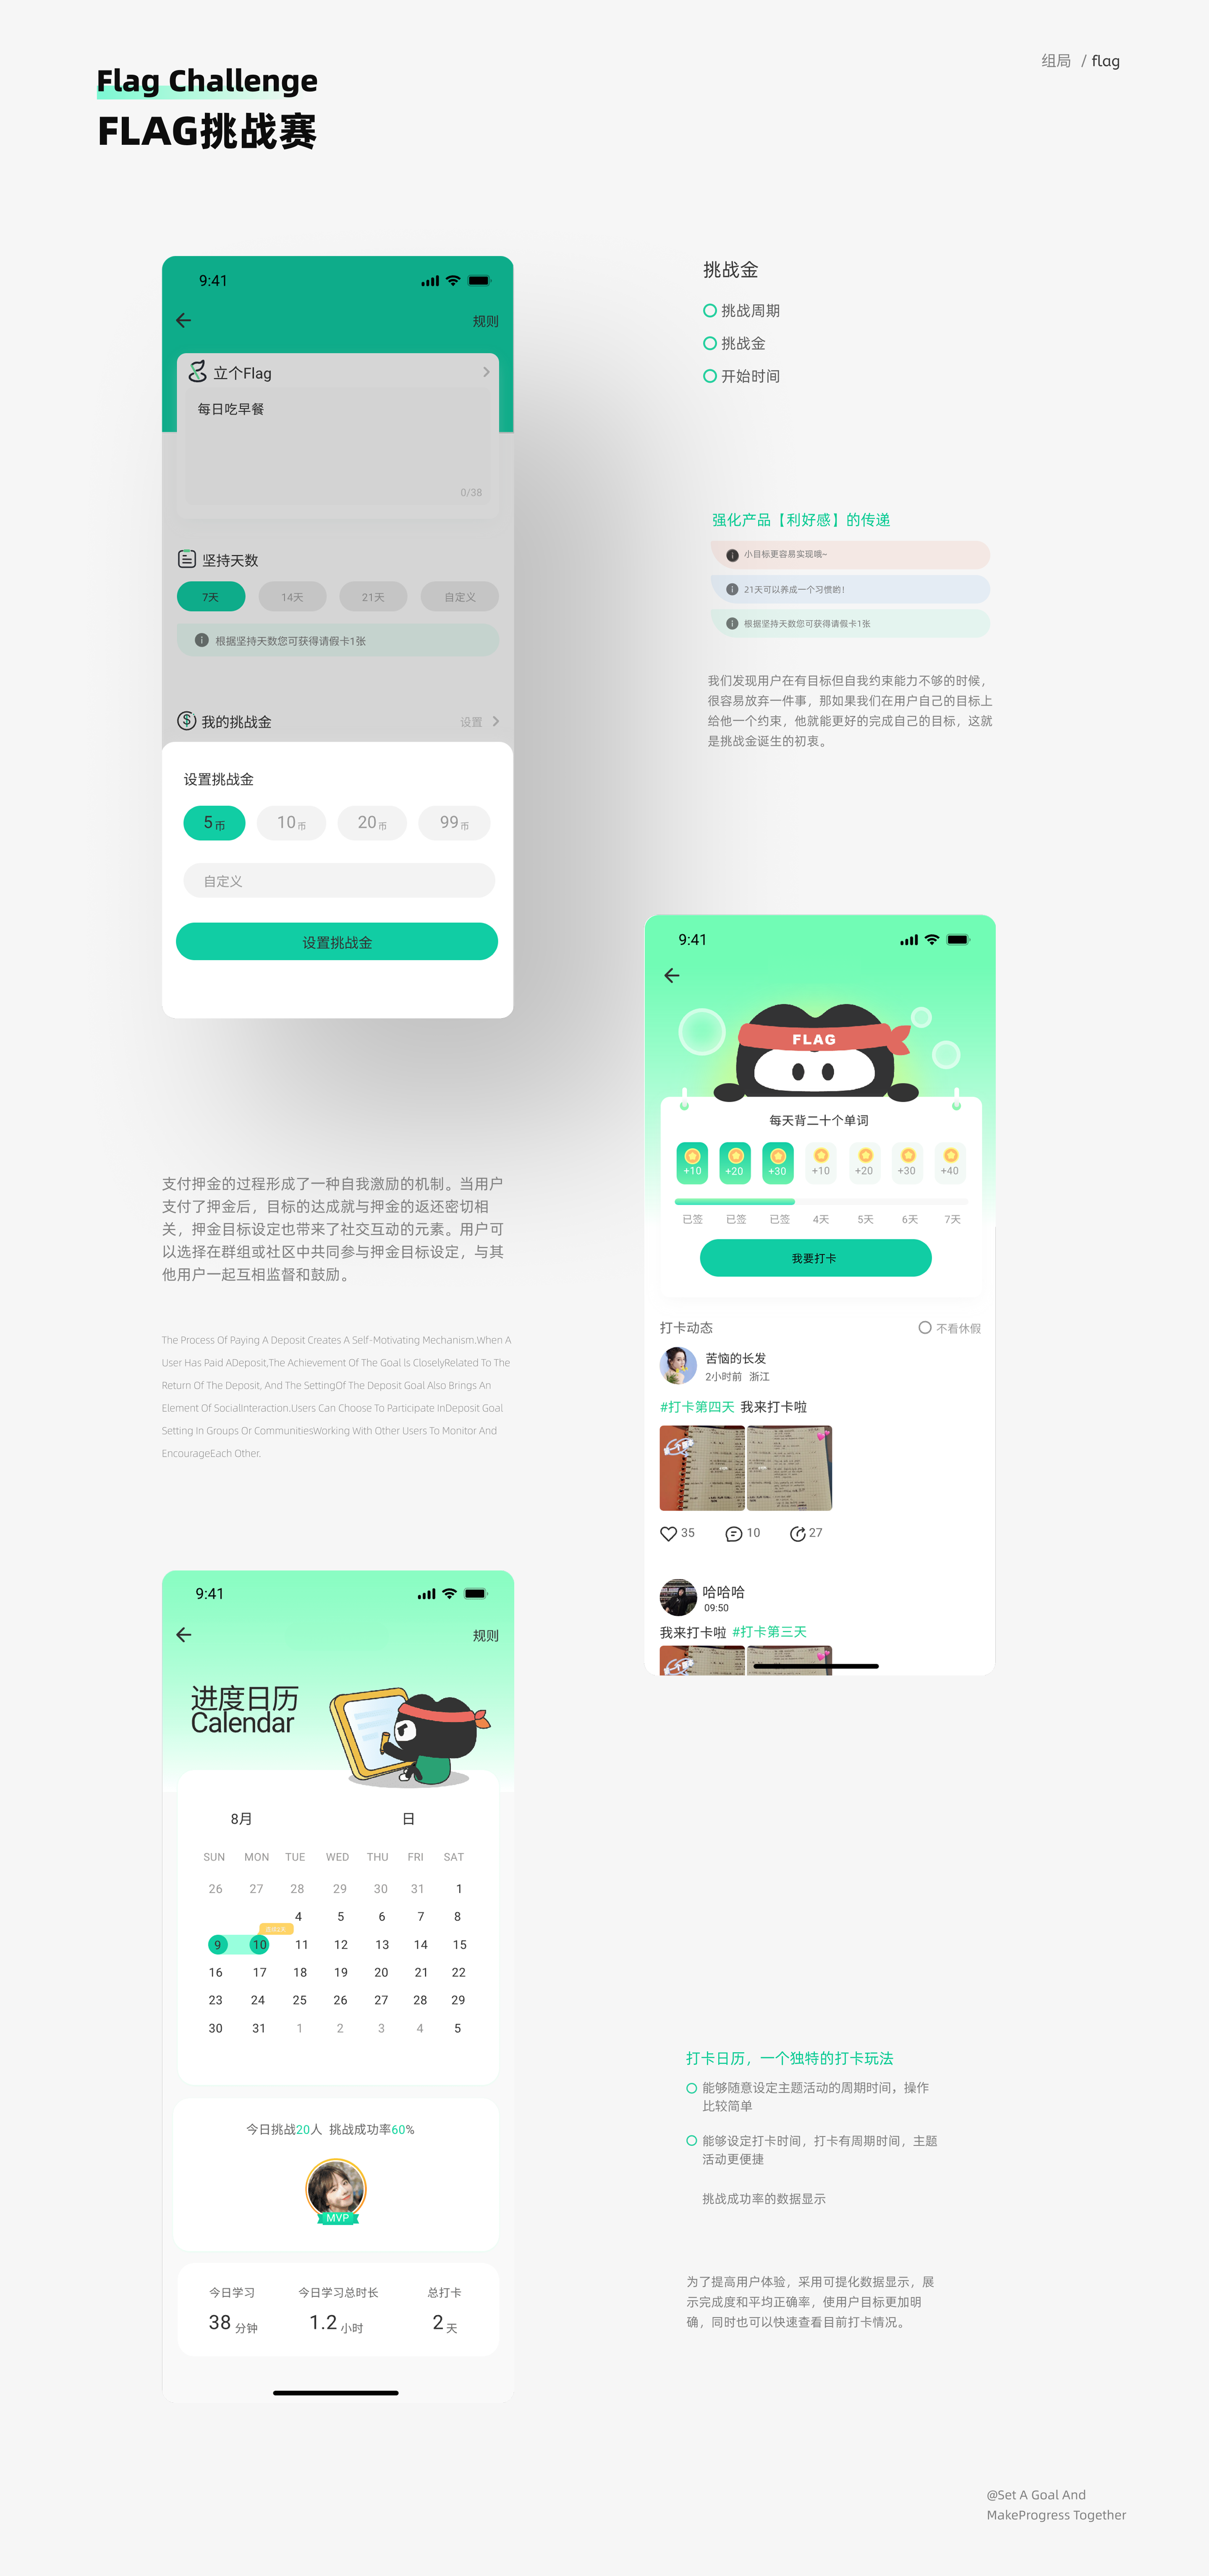 组局 / flag
Flag Challenge
FLAG挑战赛
9:41
规则
立个Flag
每日吃早餐
0/38
坚持天数
7天 14天 21天 自定义
根据坚持天数您可获得请假卡1张
我的挑战金 设置
设置挑战金
5币 10币 20币 99币
自定义
设置挑战金
挑战金
挑战周期
挑战金
开始时间
强化产品【利好感】的传递
小目标更容易实现哦~
21天可以养成一个习惯哟!
根据坚持天数您可获得请假卡1张
我们发现用户在有目标但自我约束能力不够的时候,
很容易放弃一件事,那如果我们在用户自己的目标上
给他一个约束,他就能更好的完成自己的目标,这就
是挑战金诞生的初衷。
9:41
FLAG
每天背二十个单词
+10 +20 +30 +10 +20 +30 +40
已签 已签 已签 4天 5天 6天 7天
我要打卡
打卡动态 不看休假
苦恼的长发
2小时前 浙江
#打卡第四天 我来打卡啦
35 10 27
哈哈哈
09:50
我来打卡啦 #打卡第三天
支付押金的过程形成了一种自我激励的机制。当用户
支付了押金后,目标的达成就与押金的返还密切相
关,押金目标设定也带来了社交互动的元素。用户可
以选择在群组或社区中共同参与押金目标设定,与其
他用户一起互相监督和鼓励。
The Process Of Paying A Deposit Creates A Self-Motivating Mechanism.When A
User Has Paid ADeposit,The Achievement Of The Goal ls CloselyRelated To The
Return Of The Deposit, And The SettingOf The Deposit Goal Also Brings An
Element Of SocialInteraction.Users Can Choose To Participate InDeposit Goal
Setting In Groups Or CommunitiesWorking With Other Users To Monitor And
EncourageEach Other.
9:41
规则
进度日历
Calendar
8月 日
SUN MON TUE WED THU FRI SAT
26 27 28 29 30 31 1
4 5 6 7 8
9 10 11 12 13 14 15
16 17 18 19 20 21 22
23 24 25 26 27 28 29
30 31 1 2 3 4 5
今日挑战20人 挑战成功率60%
MVP
今日学习 今日学习总时长 总打卡
38 分钟 1.2 小时 2 天
打卡日历,一个独特的打卡玩法
能够随意设定主题活动的周期时间,操作
比较简单
能够设定打卡时间,打卡有周期时间,主题
活动更便捷
挑战成功率的数据显示
为了提高用户体验,采用可提化数据显示,展
示完成度和平均正确率,使用户目标更加明
确,同时也可以快速查看目前打卡情况。
@Set A Goal And
MakeProgress Together